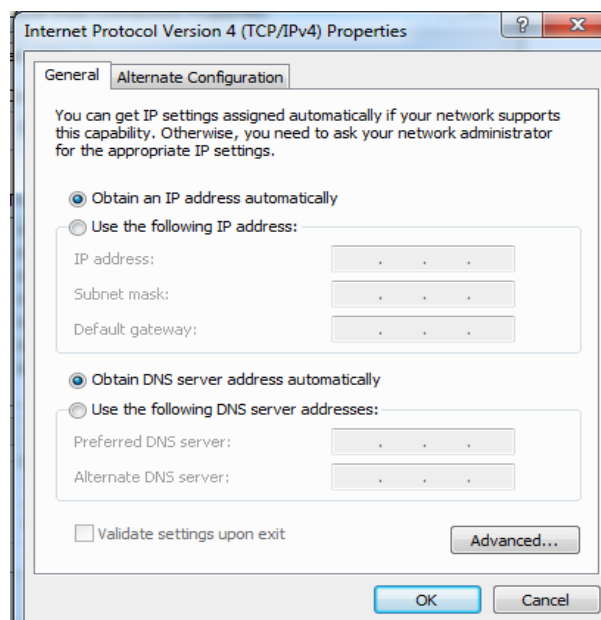 Internet Protocol Version 4 (TCP/IPv4) Properties
General
Alternate Configuration
You can get IP settings assigned automatically if your network supports
this capability. Otherwise, you need to ask your network administrator
for the appropriate IP settings.
Obtain an IP address automatically
Use the following IP address:
IP address:
Subnet mask:
Default gateway:
Obtain DNS server address automatically
Use the following DNS server addresses:
Preferred DNS server:
Alternate DNS server:
Validate settings upon exit
Advanced...
OK
Cancel